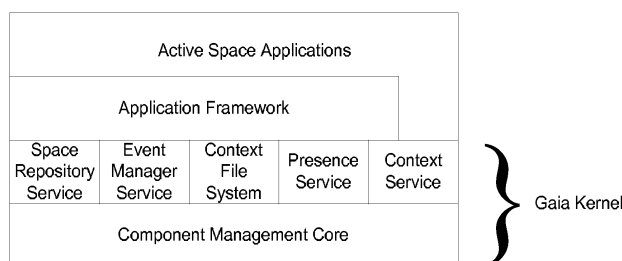 Active Space Applications
Application Framework
Space
Repository
Service
Event
Manager
Service
Context
File
System
Presence
Service
Context
Service
Gaia Kernel
Component Management Core